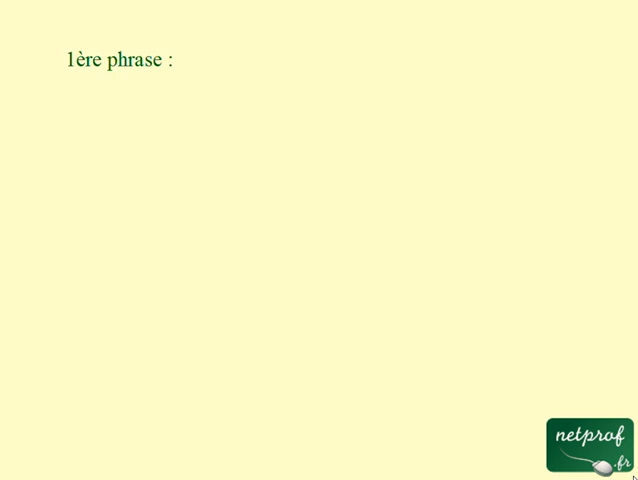 1ère phrase :
netprof
.fr